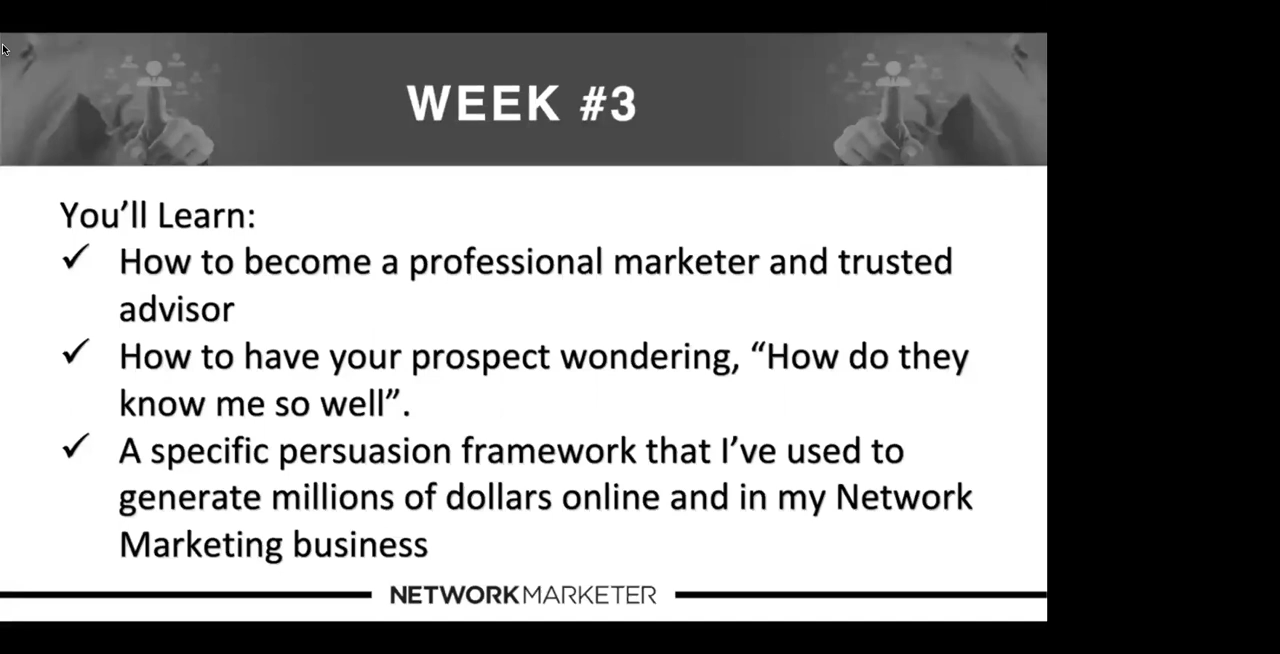 WEEK #3
You’ll Learn:
✓ How to become a professional marketer and trusted
advisor
✓ How to have your prospect wondering, “How do they
know me so well”.
✓ A specific persuasion framework that I’ve used to
generate millions of dollars online and in my Network
Marketing business
NETWORKMARKETER